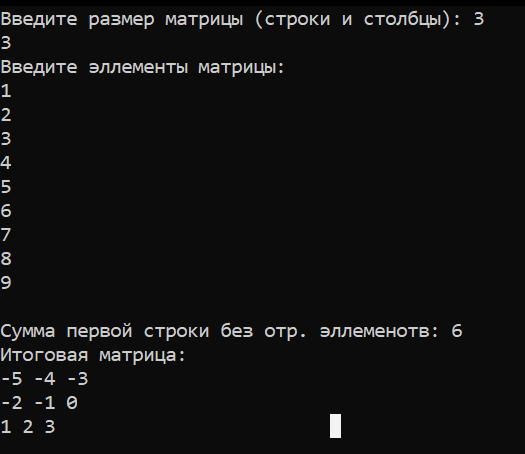 Введите размер матрицы (строки и столбцы): 3
3
Введите эллементы матрицы:
1
2
3
4
5
6
7
8
9
Сумма первой строки без отр. эллеменотв: 6
Итоговая матрица:
-5 -4 -3
-2 -1 0
1 2 3